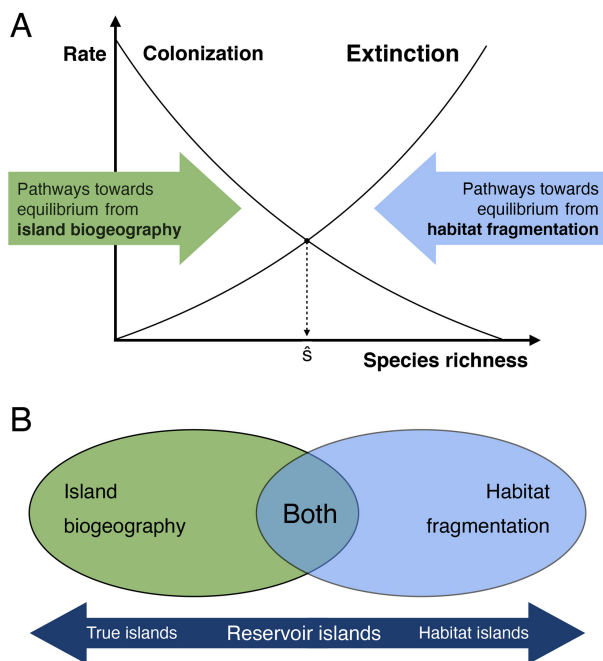 A
Rate
Colonization
Extinction
Pathways towards
equilibrium from
island biogeography
Pathways towards
equilibrium from
habitat fragmentation
ŝ
Species richness
B
Island
biogeography
Both
Habitat
fragmentation
True islands
Reservoir islands
Habitat islands